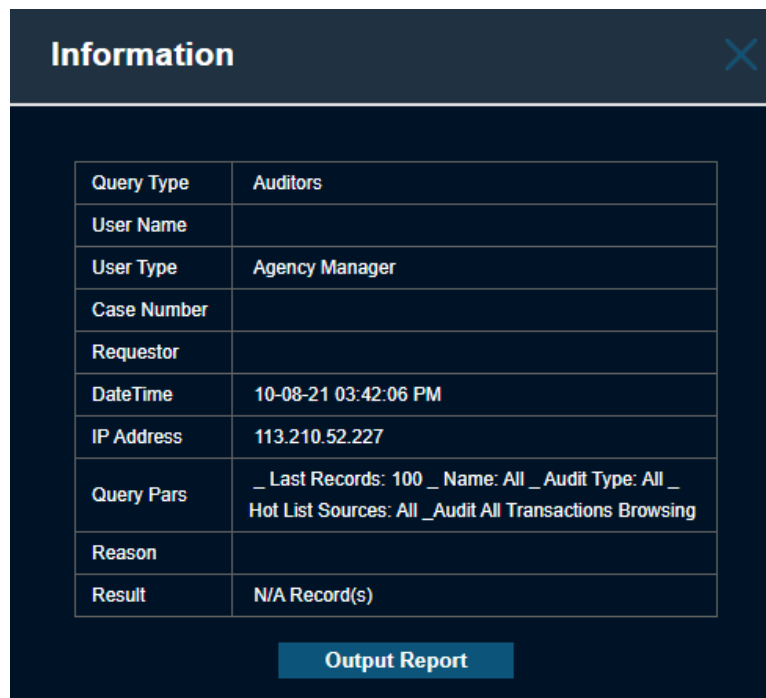 Information
Query Type Auditors
User Name
User Type Agency Manager
Case Number
Requestor
DateTime 10-08-21 03:42:06 PM
IP Address 113.210.52.227
Query Pars _ Last Records: 100 _ Name: All _ Audit Type: All _
Hot List Sources: All _Audit All Transactions Browsing
Reason
Result N/A Record(s)
Output Report